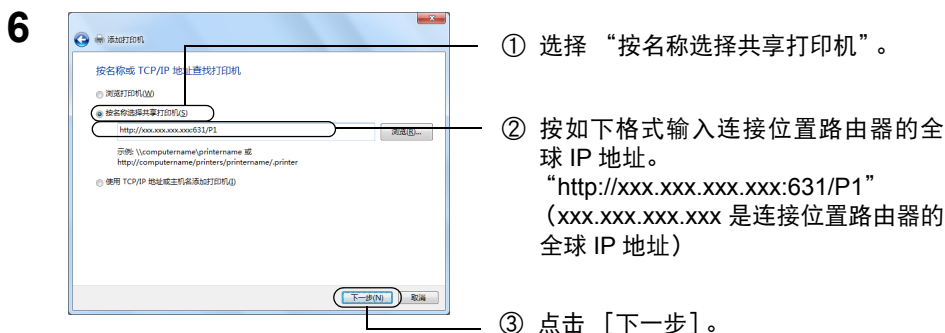 6
添加打印机
按名称或 TCP/IP 地址查找打印机
浏览打印机(W)
按名称选择共享打印机(S)
http://xxx.xxx.xxx.xxx:631/P1
浏览(R)...
示例: \\computername\printername 或
http://computername/printers/printername/.printer
使用 TCP/IP 地址或主机名添加打印机(I)
下一步(N)
取消
① 选择 “按名称选择共享打印机”。
② 按如下格式输入连接位置路由器的全
球 IP 地址。
“http://xxx.xxx.xxx.xxx:631/P1”
（xxx.xxx.xxx.xxx 是连接位置路由器的
全球 IP 地址）
③ 点击 ［下一步］。